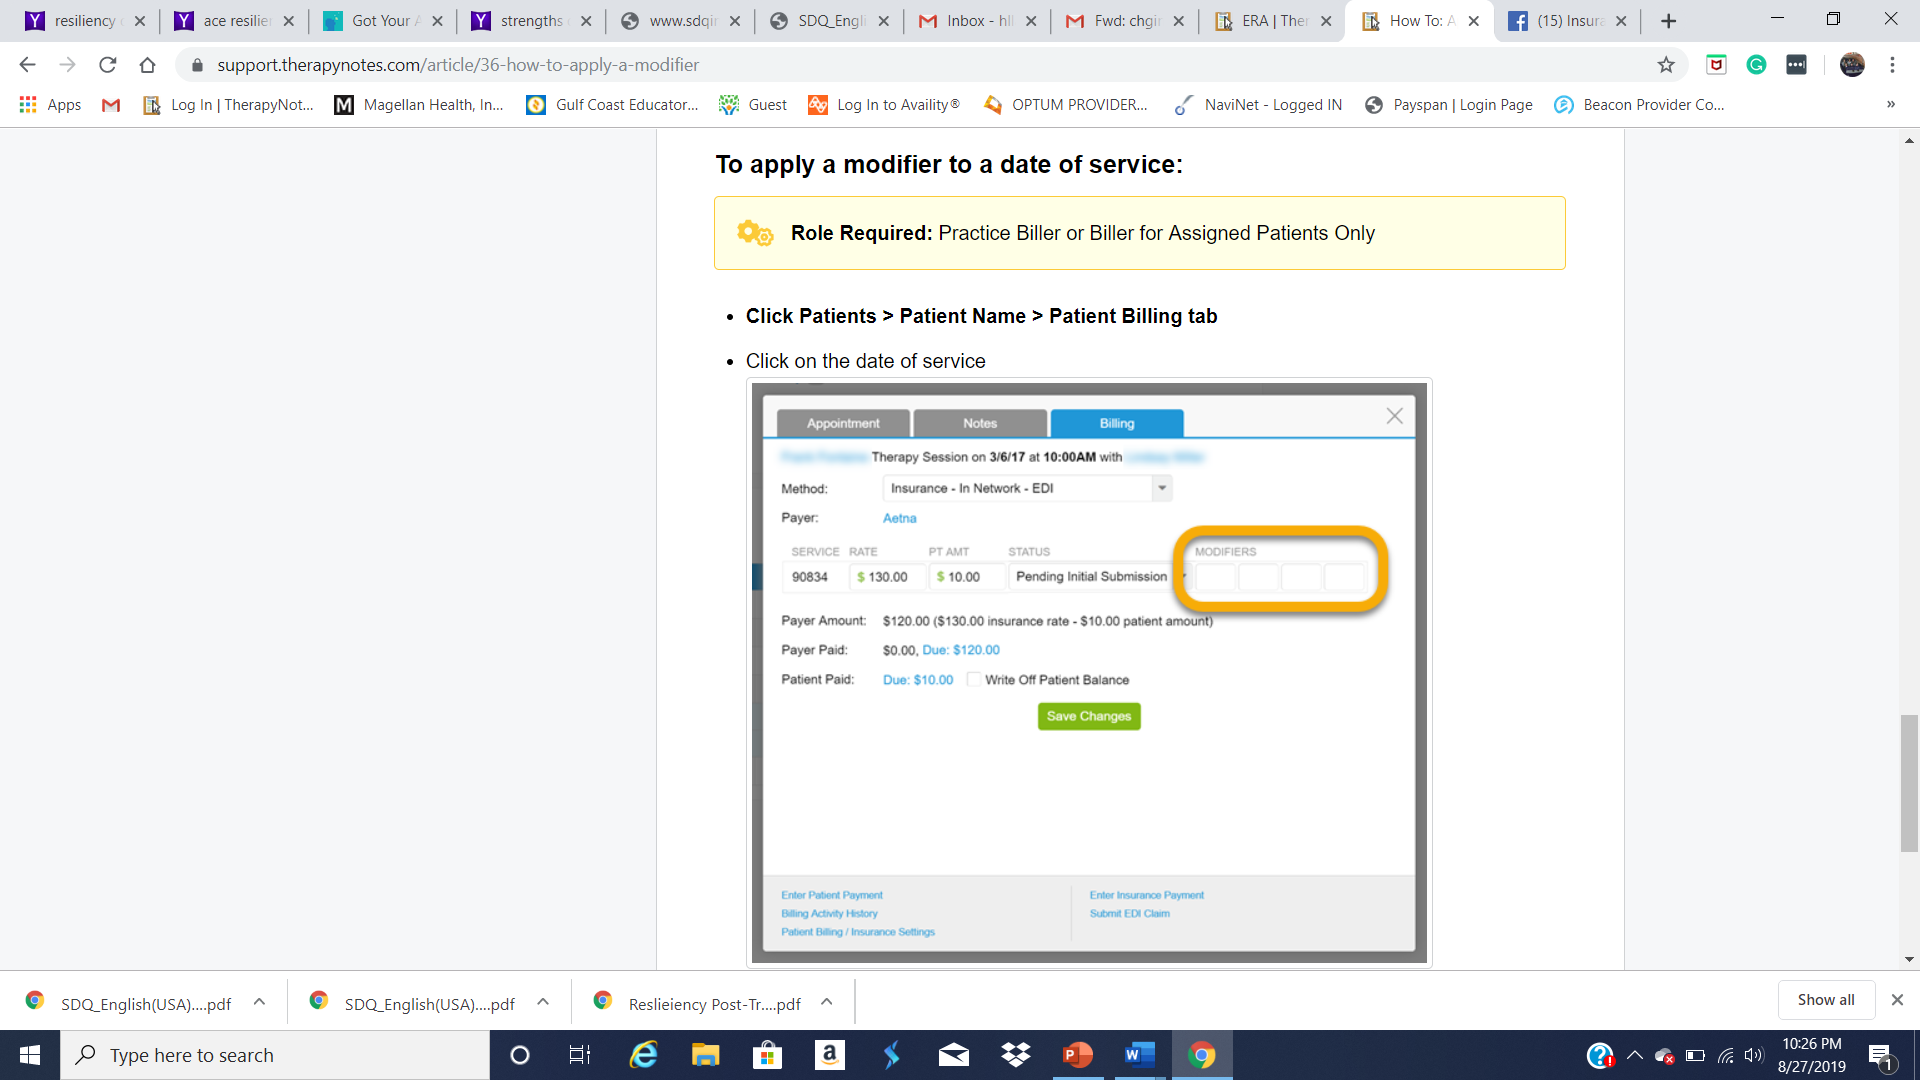 resiliency
ace resilie
Got Your A
strengths
www.sdqi
SDQ_Engli
Inbox - hl
Fwd: chgi
ERA | Ther
How To: A
(15) Insura
support.therapynotes.com/article/36-how-to-apply-a-modifier
Apps
Log In | TherapyNot...
Magellan Health, In...
Gulf Coast Educator...
Guest
Log In to Availity®
OPTUM PROVIDER...
NaviNet - Logged IN
Payspan | Login Page
Beacon Provider Co...
»
To apply a modifier to a date of service:
Role Required: Practice Biller or Biller for Assigned Patients Only
• Click Patients > Patient Name > Patient Billing tab
• Click on the date of service
Appointment Notes Billing
Therapy Session on 3/6/17 at 10:00AM with
Method: Insurance - In Network - EDI
Payer: Aetna
SERVICE RATE PT AMT STATUS MODIFIERS
90834 $ 130.00 $ 10.00 Pending Initial Submission
Payer Amount: $120.00 ($130.00 insurance rate - $10.00 patient amount)
Payer Paid: $0.00, Due: $120.00
Patient Paid: Due: $10.00 Write Off Patient Balance
Save Changes
Enter Patient Payment Enter Insurance Payment
Billing Activity History Submit EDI Claim
Patient Billing / Insurance Settings
SDQ_English(USA)....pdf
SDQ_English(USA)....pdf
Reslieiency Post-Tr....pdf
Show all
Type here to search
10:26 PM
8/27/2019
1